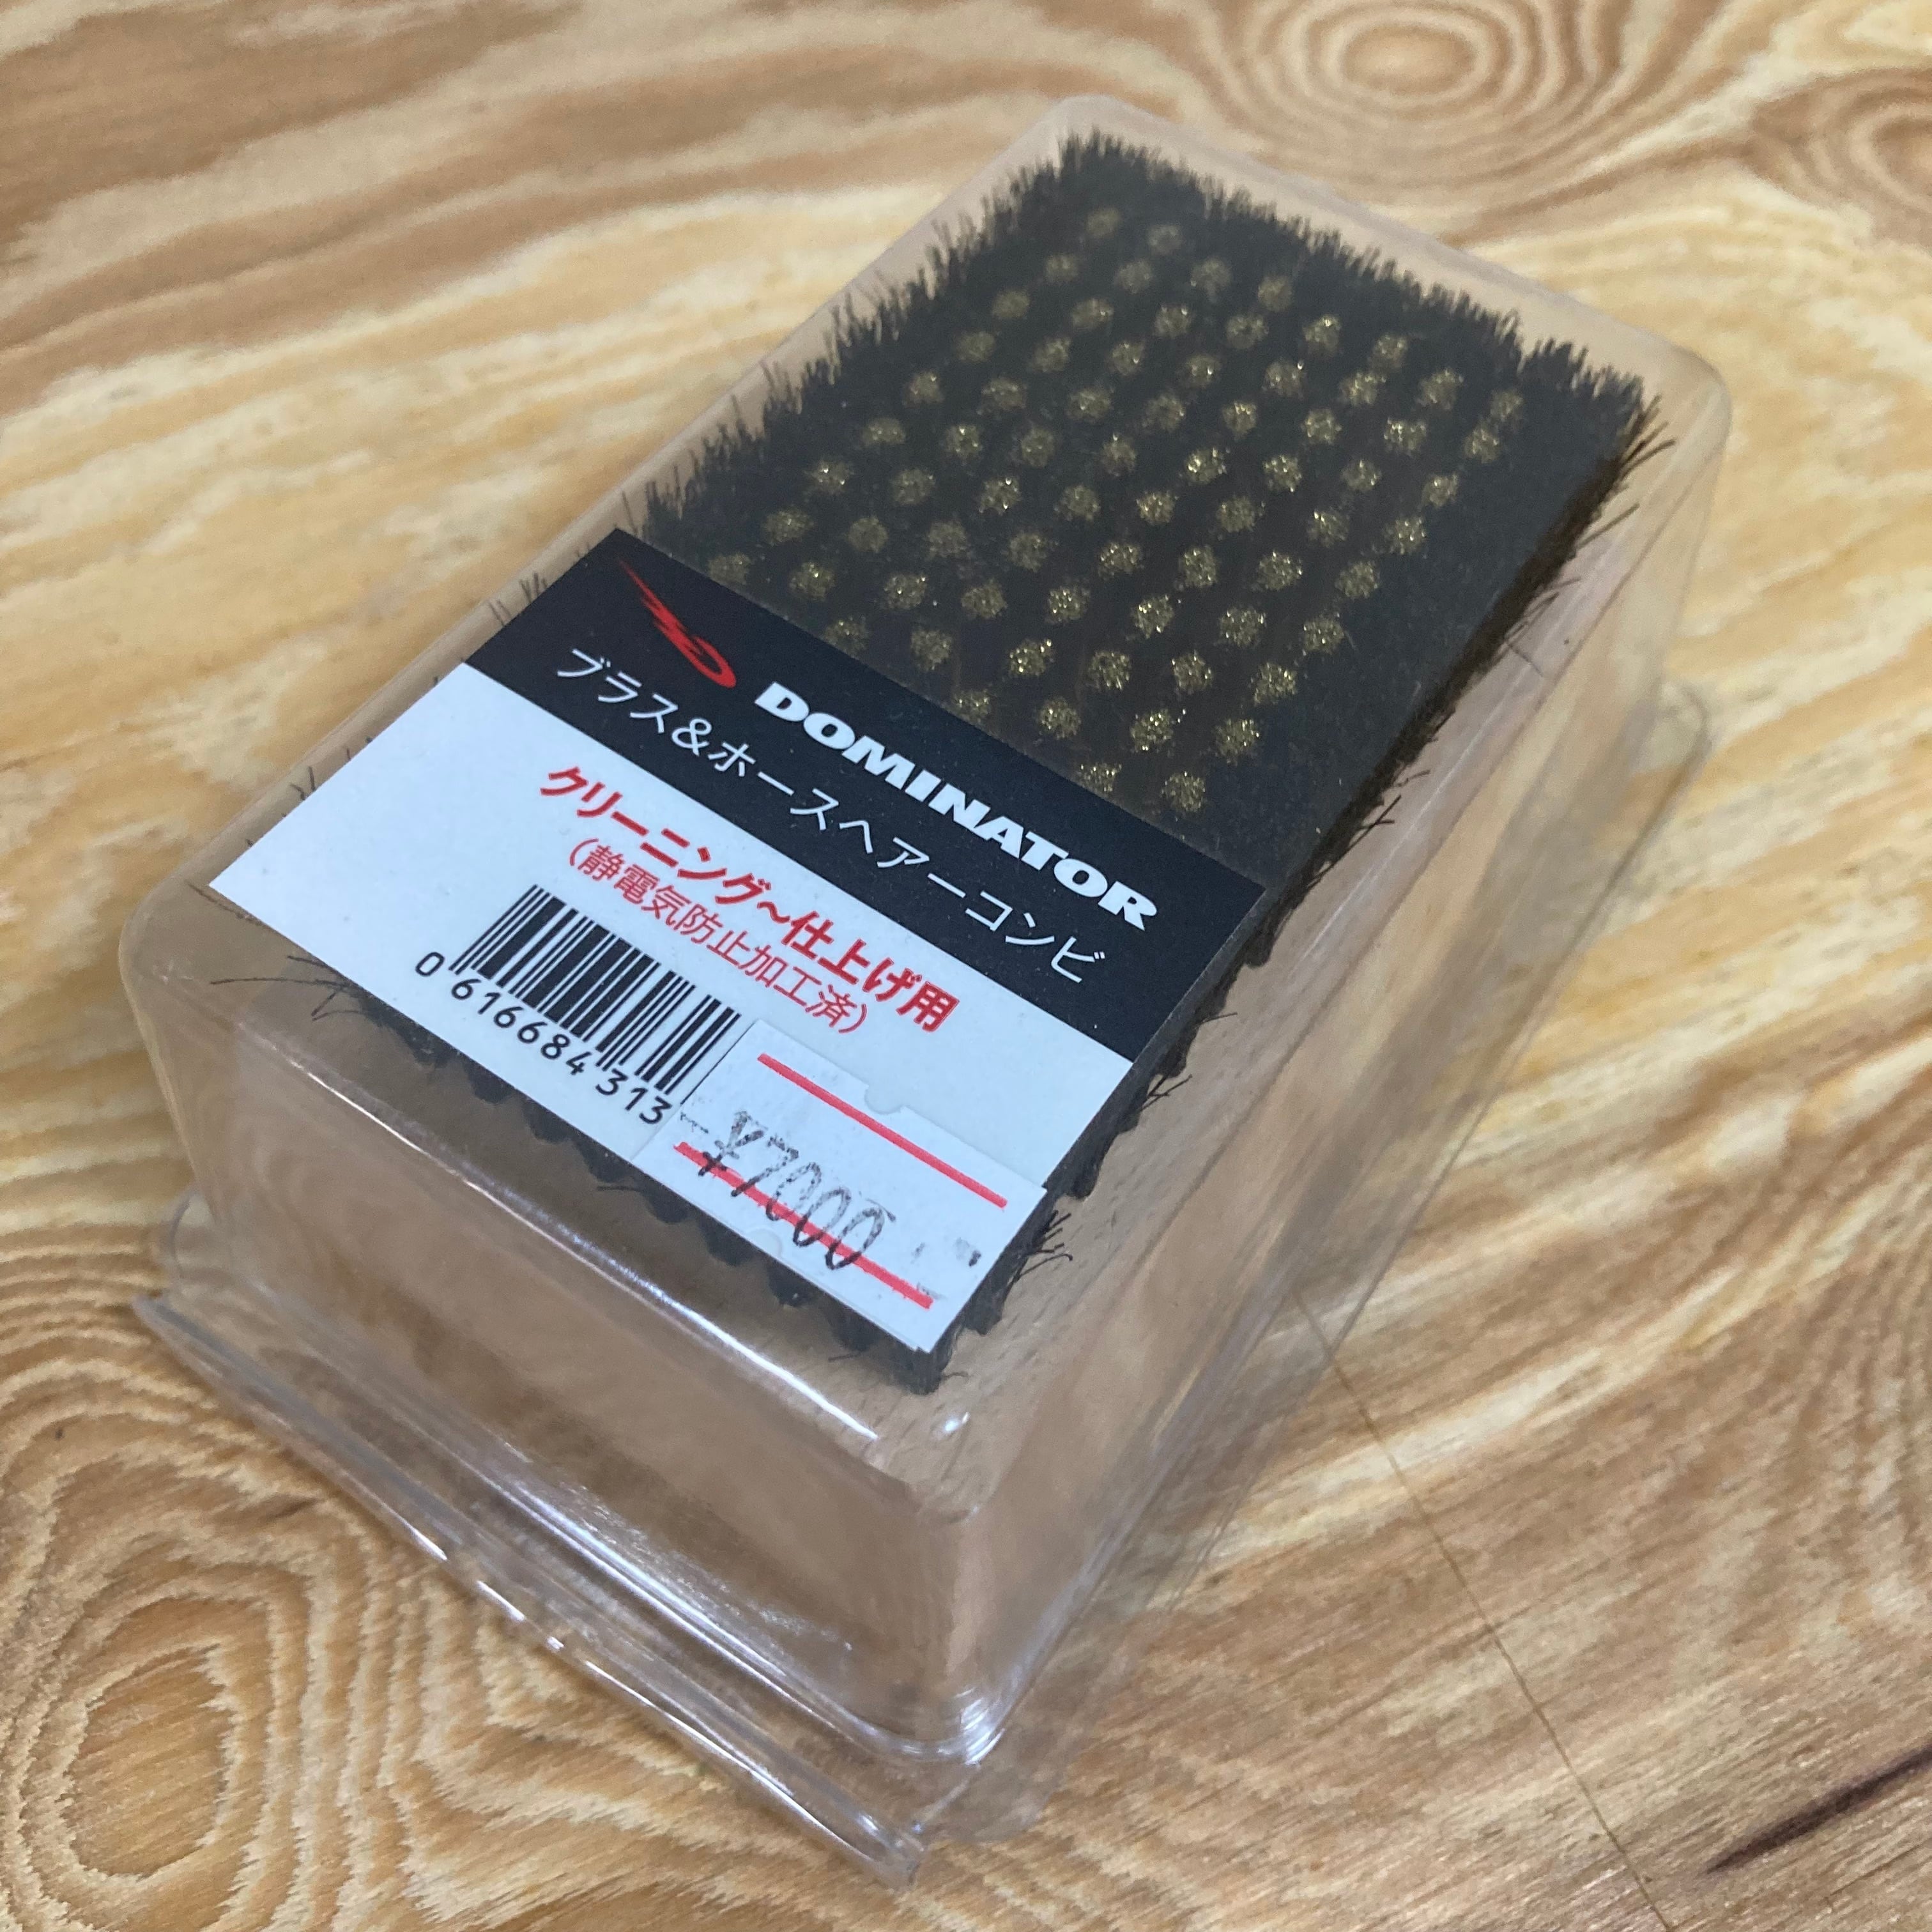 DOMINATOR
ブラス&ホースヘアーコンビ
クリーニング~仕上げ用
(静電気防止加工済)
0 616684 313
¥7000